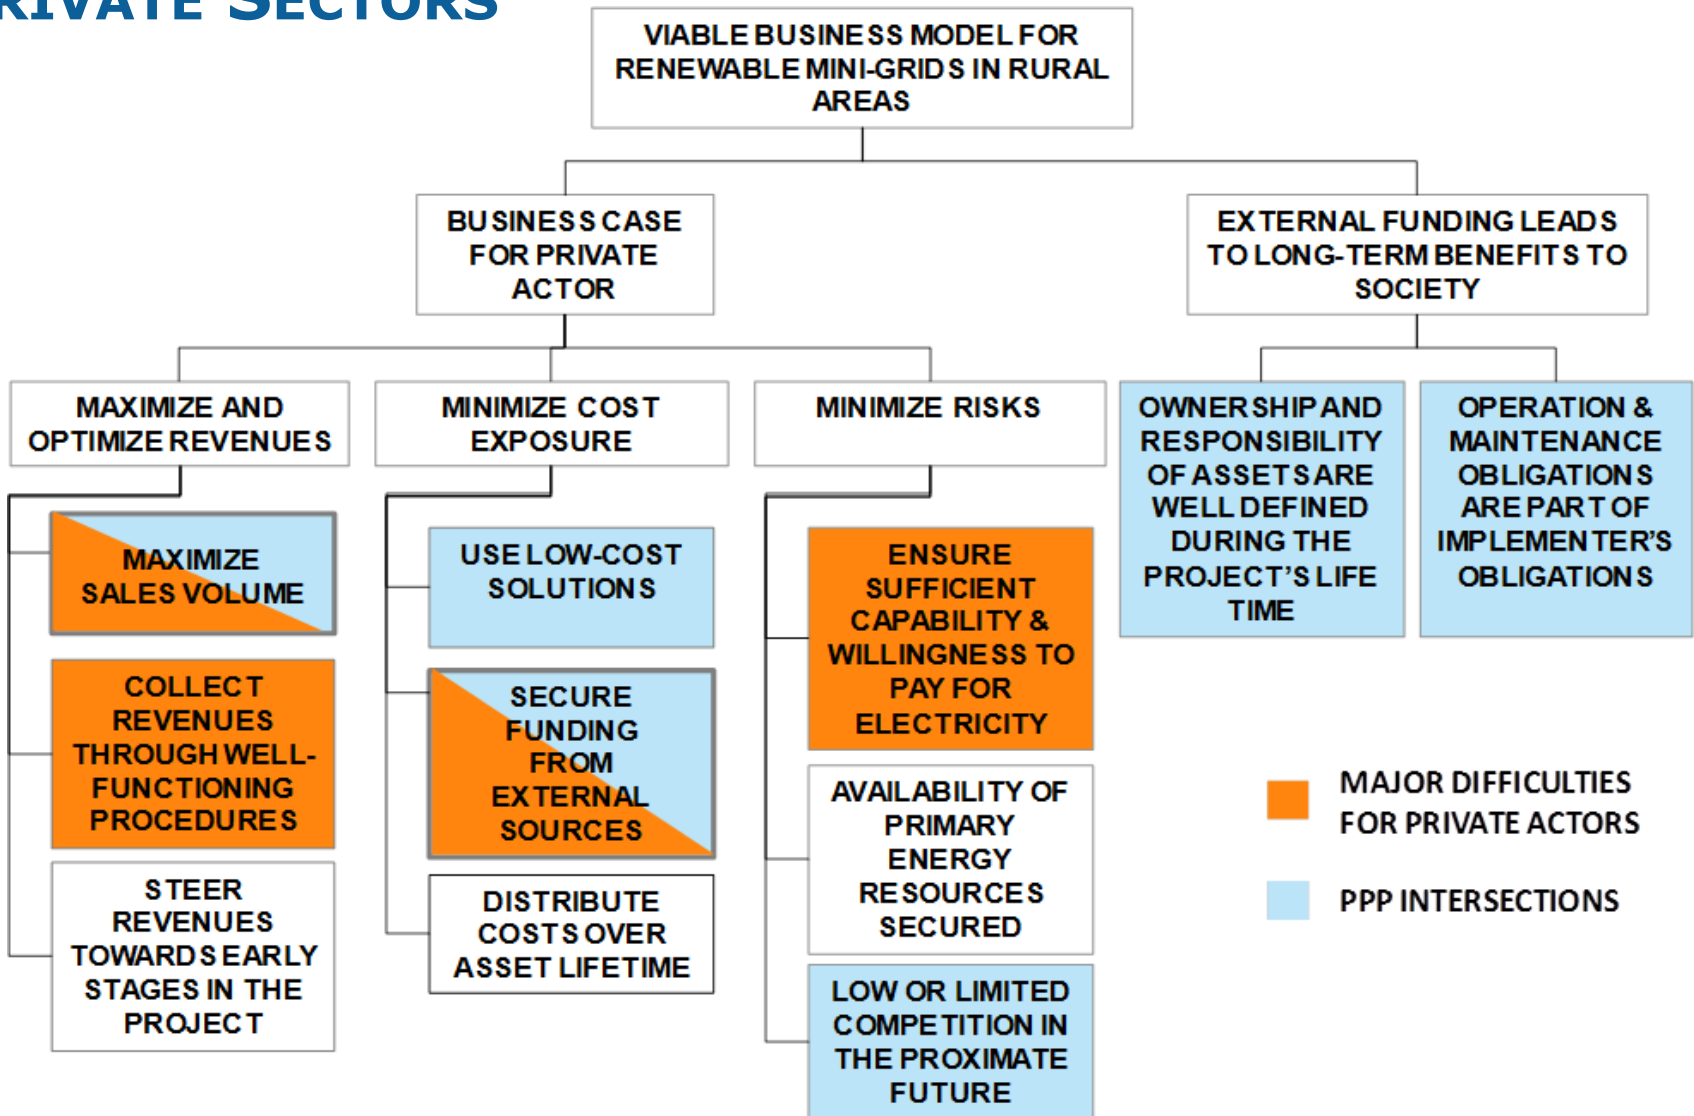 RIVATE SECTORS
VIABLE BUSINESS MODEL FOR
RENEWABLE MINI-GRIDS IN RURAL
AREAS
BUSINESS CASE
FOR PRIVATE
ACTOR
EXTERNAL FUNDING LEADS
TO LONG-TERM BENEFITS TO
SOCIETY
MAXIMIZE AND
OPTIMIZE REVENUES
MINIMIZE COST
EXPOSURE
MINIMIZE RISKS
OWNERSHIP AND
RESPONSIBILITY
OF ASSETS ARE
WELL DEFINED
DURING THE
PROJECT'S LIFE
TIME
OPERATION &
MAINTENANCE
OBLIGATIONS
ARE PART OF
IMPLEMENTER'S
OBLIGATIONS
MAXIMIZE
SALES VOLUME
COLLECT
REVENUES
THROUGH WELL-
FUNCTIONING
PROCEDURES
STEER
REVENUES
TOWARDS EARLY
STAGES IN THE
PROJECT
USE LOW-COST
SOLUTIONS
SECURE
FUNDING
FROM
EXTERNAL
SOURCES
DISTRIBUTE
COSTS OVER
ASSET LIFETIME
ENSURE
SUFFICIENT
CAPABILITY &
WILLINGNESS TO
PAY FOR
ELECTRICITY
AVAILABILITY OF
PRIMARY
ENERGY
RESOURCES
SECURED
LOW OR LIMITED
COMPETITION IN
THE PROXIMATE
FUTURE
MAJOR DIFFICULTIES
FOR PRIVATE ACTORS
PPP INTERSECTIONS